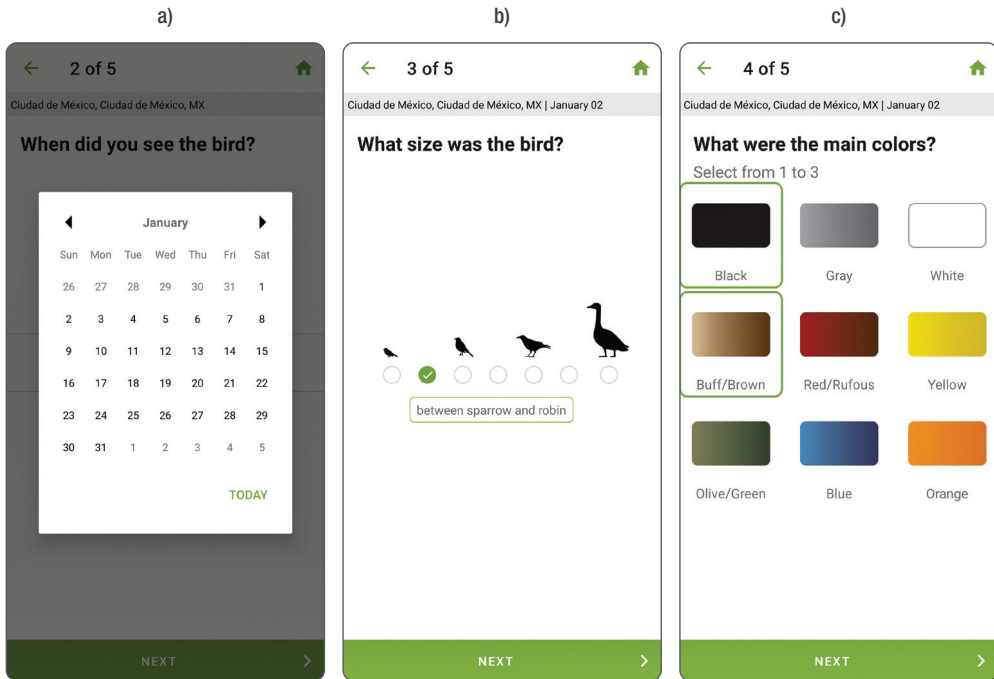 a)
2 of 5
Ciudad de México, Ciudad de México, MX
When did you see the bird?
January
Sun Mon Tue Wed Thu Fri Sat
26 27 28 29 30 31 1
2 3 4 5 6 7 8
9 10 11 12 13 14 15
16 17 18 19 20 21 22
23 24 25 26 27 28 29
30 31 1 2 3 4 5
TODAY
NEXT
b)
3 of 5
Ciudad de México, Ciudad de México, MX | January 02
What size was the bird?
between sparrow and robin
NEXT
c)
4 of 5
Ciudad de México, Ciudad de México, MX | January 02
What were the main colors?
Select from 1 to 3
Black Gray White
Buff/Brown Red/Rufous Yellow
Olive/Green Blue Orange
NEXT